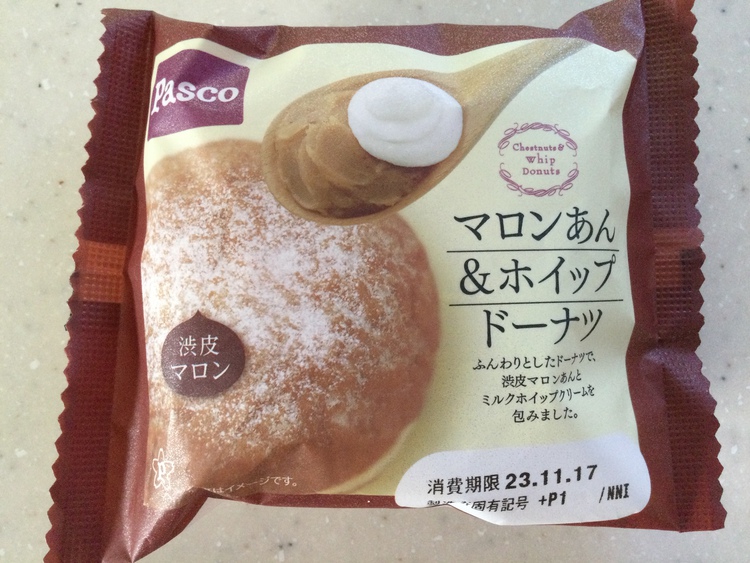 Pasco
Chestnuts &
Whip
Donuts
マロンあん
&ホイップ
ドーナツ
ふんわりとしたドーナツで、
渋皮マロンあんと
ミルクホイップクリームを
包みました。
渋皮
マロン
はイメージです。
消費期限 23.11.17
固有記号 +P1 /NNI